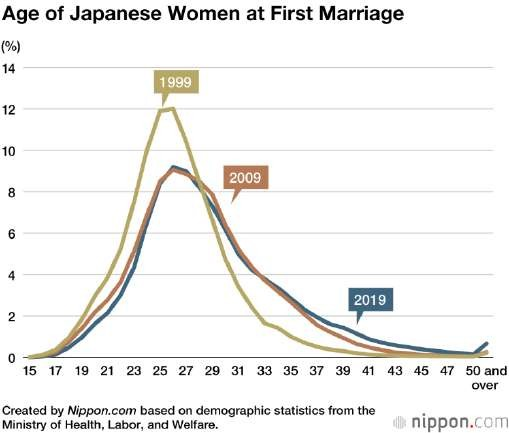 Age of Japanese Women at First Marriage
(%)
14
1999
12
10
2009
8
6
4
2019
2
0
15 17 19 21 23 25 27 29 31 33 35 37 39 41 43 45 47 50 and
over
Created by Nippon.com based on demographic statistics from the
Ministry of Health, Labor, and Welfare.
nippon.com